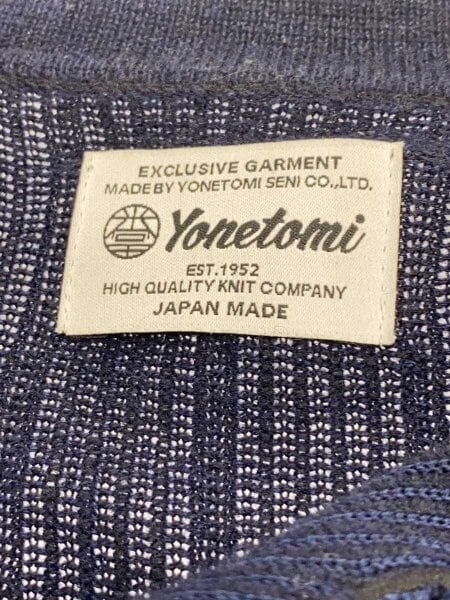 EXCLUSIVE GARMENT
MADE BY YONETOMI SENI CO.,LTD.
Yonetomi
EST.1952
HIGH QUALITY KNIT COMPANY
JAPAN MADE